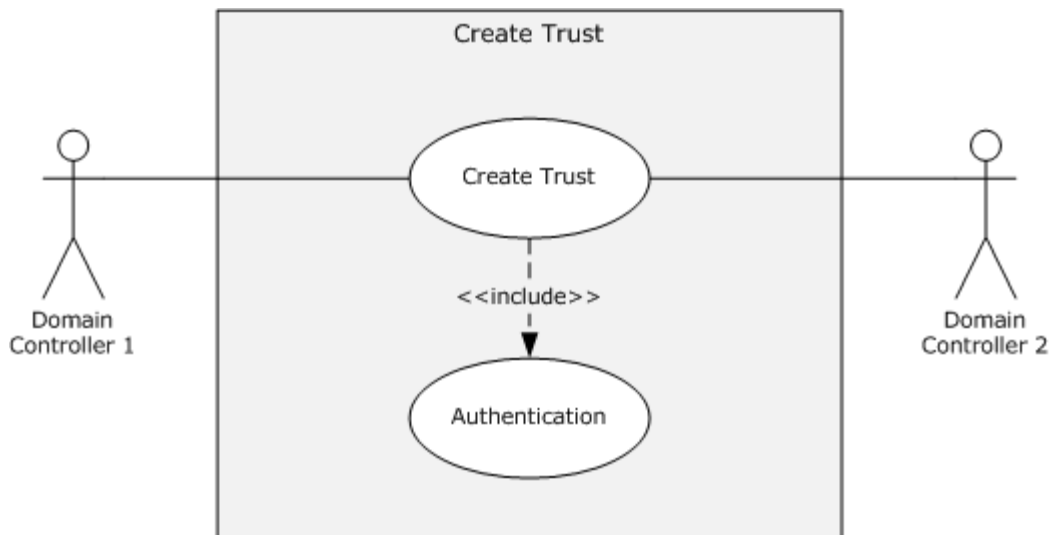 Create Trust
Create Trust
<<include>>
Domain
Controller 1
Domain
Controller 2
Authentication